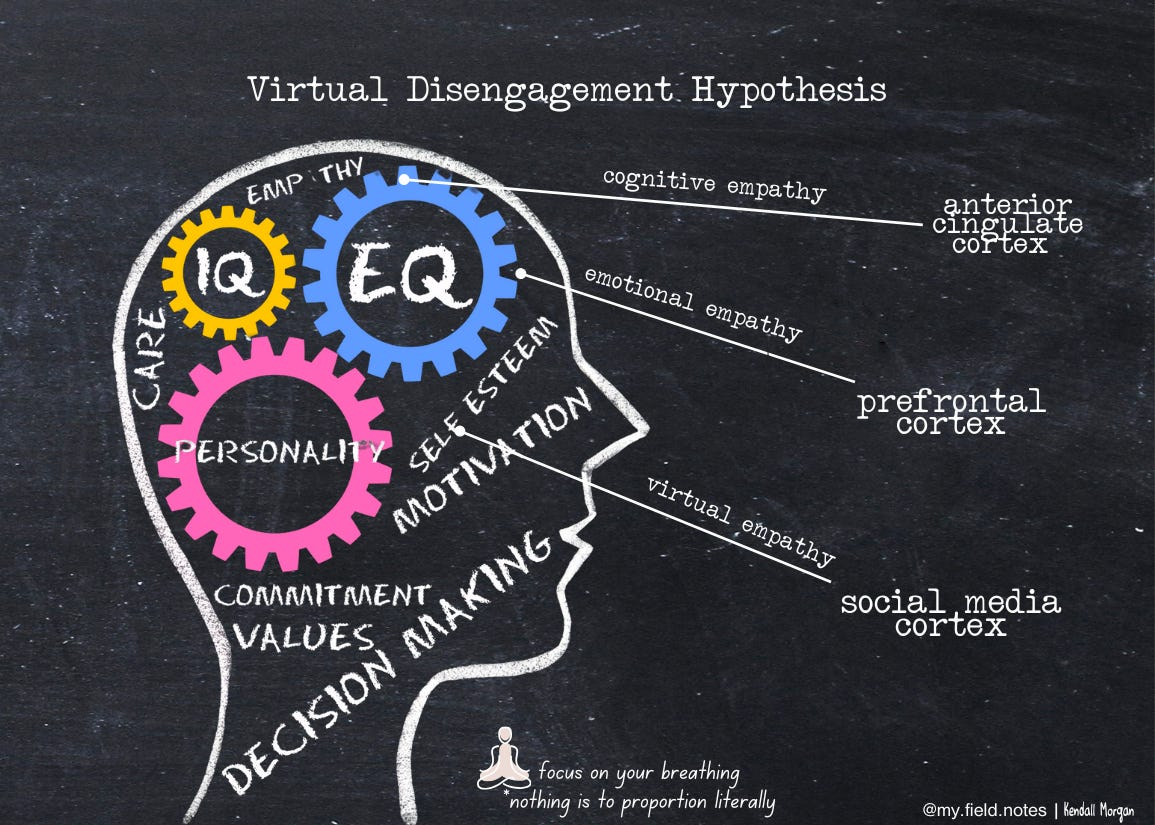 Virtual Disengagement Hypothesis
EMP THY
cognitive empathy
anterior
cingulate
cortex
IQ
EQ
emotional empathy
CARE
prefrontal
cortex
SELF ESTEEM
PERSONALITY
MOTIVATION
virtual empathy
COMMITMENT
VALUES
DECISION MAKING
social media
cortex
focus on your breathing
*nothing is to proportion literally
@my.field.notes | Kendall Morgan